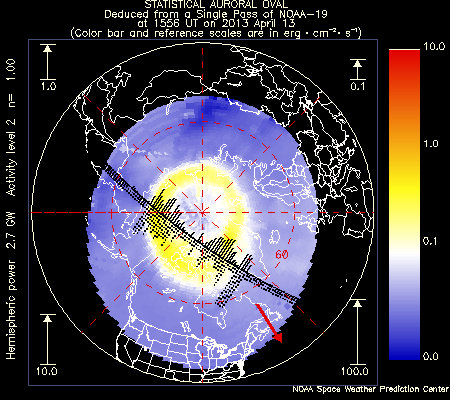 STATISTICAL AURORAL OVAL
Deduced from a Single Pass of NOAA-19
at 1556 UT on 2013 April 13
(Color bar and reference scales are in erg·cm⁻²·s⁻¹)
1.0
0.1
10.0
1.0
0.1
0.0
Hemispheric power 2.7 GW Activity level 2 n= 1.00
60
10.0
100.0
NOAA Space Weather Prediction Center